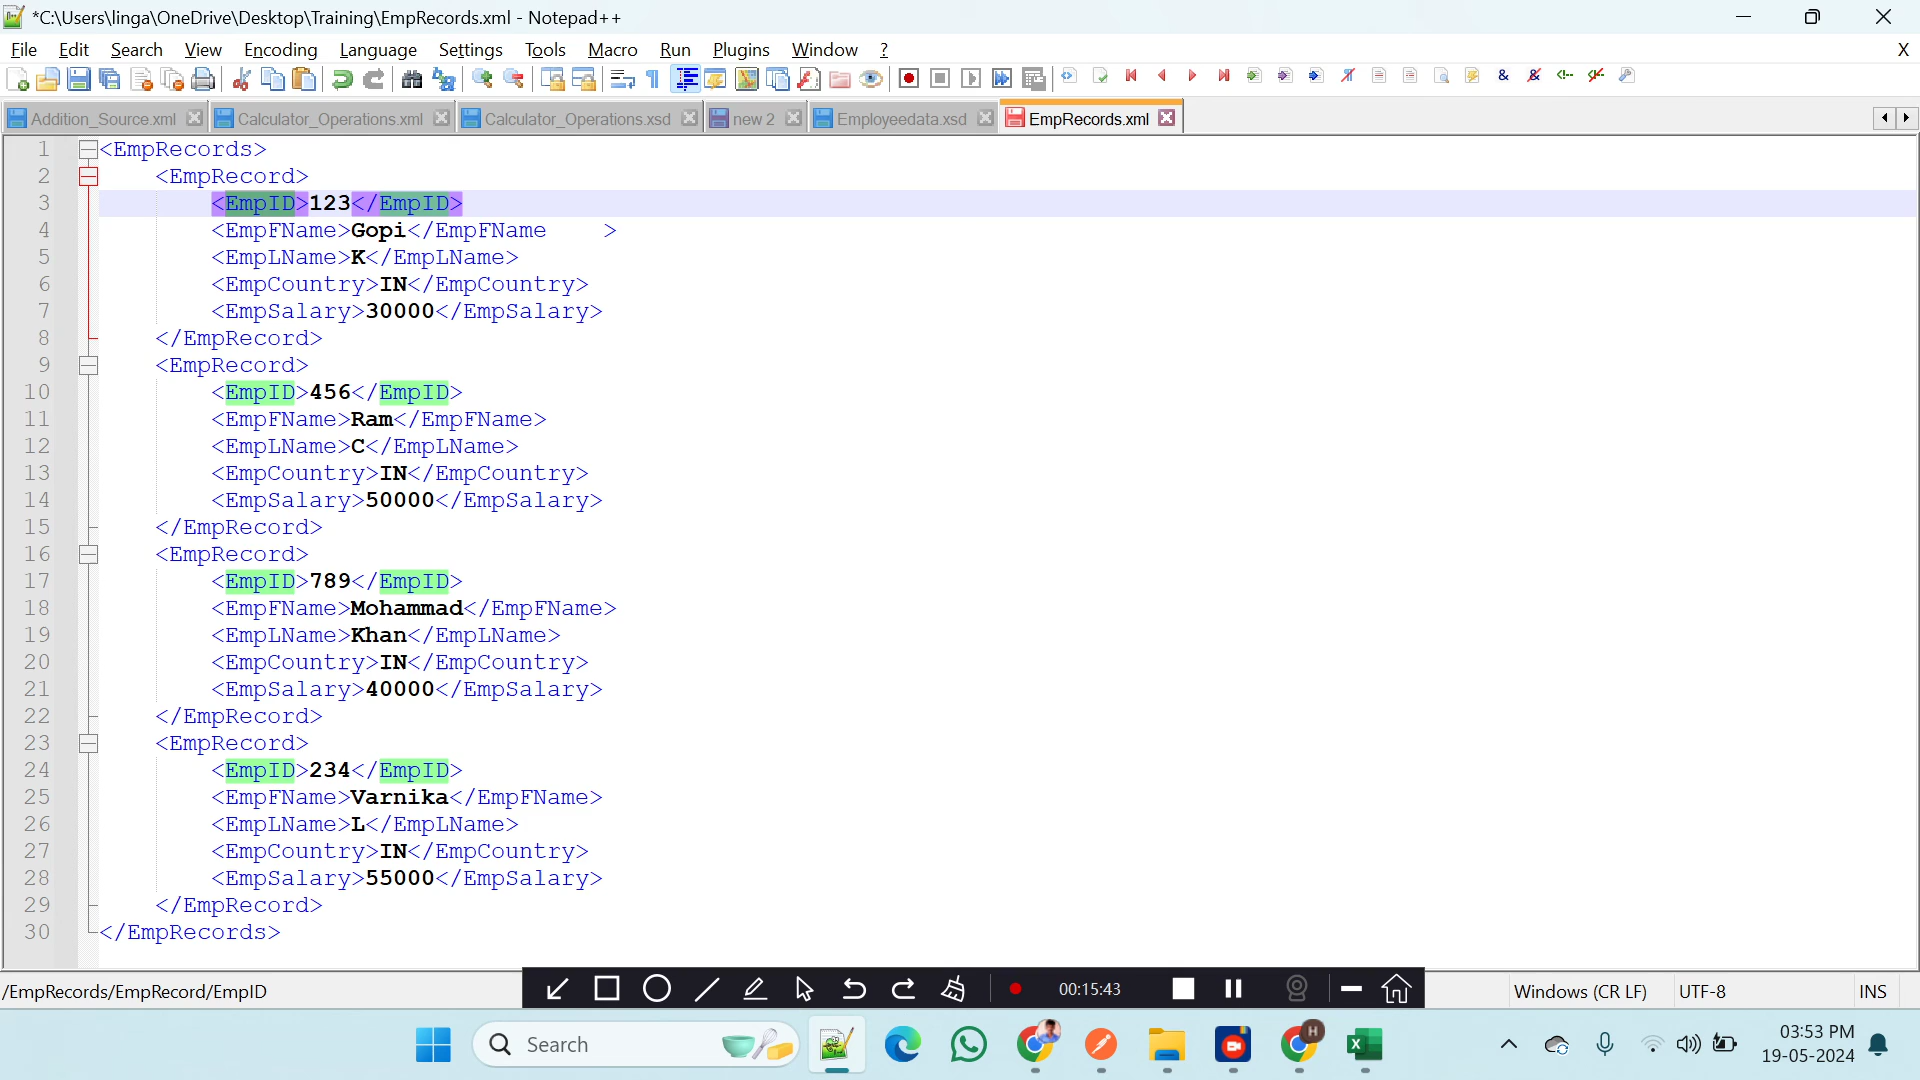 *C:\Users\linga\OneDrive\Desktop\Training\EmpRecords.xml - Notepad++
File Edit Search View Encoding Language Settings Tools Macro Run Plugins Window ? X
Addition_Source.xml Calculator_Operations.xml Calculator_Operations.xsd new 2 Employeedata.xsd EmpRecords.xml
1 <EmpRecords>
2 <EmpRecord>
3 <EmpID>123</EmpID>
4 <EmpFName>Gopi</EmpFName    >
5 <EmpLName>K</EmpLName>
6 <EmpCountry>IN</EmpCountry>
7 <EmpSalary>30000</EmpSalary>
8 </EmpRecord>
9 <EmpRecord>
10 <EmpID>456</EmpID>
11 <EmpFName>Ram</EmpFName>
12 <EmpLName>C</EmpLName>
13 <EmpCountry>IN</EmpCountry>
14 <EmpSalary>50000</EmpSalary>
15 </EmpRecord>
16 <EmpRecord>
17 <EmpID>789</EmpID>
18 <EmpFName>Mohammad</EmpFName>
19 <EmpLName>Khan</EmpLName>
20 <EmpCountry>IN</EmpCountry>
21 <EmpSalary>40000</EmpSalary>
22 </EmpRecord>
23 <EmpRecord>
24 <EmpID>234</EmpID>
25 <EmpFName>Varnika</EmpFName>
26 <EmpLName>L</EmpLName>
27 <EmpCountry>IN</EmpCountry>
28 <EmpSalary>55000</EmpSalary>
29 </EmpRecord>
30 </EmpRecords>
/EmpRecords/EmpRecord/EmpID 00:15:43 Windows (CR LF) UTF-8 INS
Search H 03:53 PM
19-05-2024